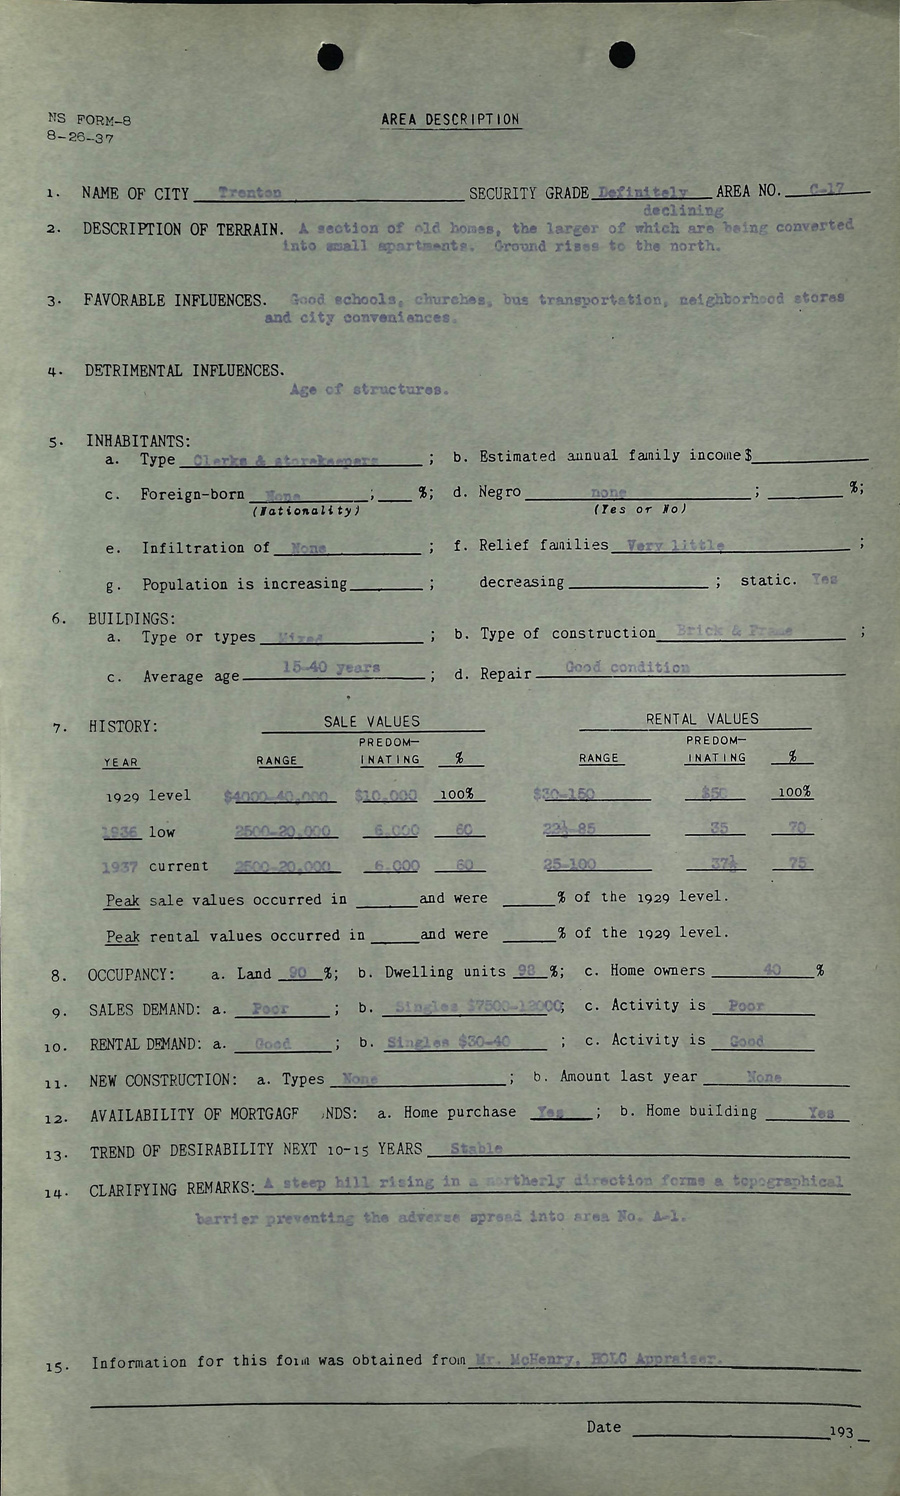 NS FORM-8
8-26-37
AREA DESCRIPTION
1. NAME OF CITY Trenton SECURITY GRADE Definitely declining AREA NO. C-17
2. DESCRIPTION OF TERRAIN. A section of old homes, the larger of which are being converted
into small apartments. Ground rises to the north.
3. FAVORABLE INFLUENCES. Good schools, churches, bus transportation, neighborhood stores
and city conveniences.
4. DETRIMENTAL INFLUENCES.
Age of structures.
5. INHABITANTS:
a. Type Clerks & storekeepers ; b. Estimated annual family income $
c. Foreign-born None ; %; d. Negro none ; %;
(Nationality) (Yes or No)
e. Infiltration of None ; f. Relief families Very little ;
g. Population is increasing ; decreasing ; static. Yes
6. BUILDINGS:
a. Type or types Mixed ; b. Type of construction Brick & Frame ;
c. Average age 15-40 years ; d. Repair Good condition
7. HISTORY: SALE VALUES RENTAL VALUES
PREDOM- PREDOM-
YEAR RANGE INATING % RANGE INATING %
1929 level $4000-40,000 $10,000 100% $30-150 $50 100%
1936 low 2500-20,000 6,000 60 22½-85 35 70
1937 current 2500-20,000 6,000 60 25-100 37½ 75
Peak sale values occurred in and were % of the 1929 level.
Peak rental values occurred in and were % of the 1929 level.
8. OCCUPANCY: a. Land 90 %; b. Dwelling units 98 %; c. Home owners 40 %
9. SALES DEMAND: a. Poor ; b. Singles $7500-12000; c. Activity is Poor
10. RENTAL DEMAND: a. Good ; b. Singles $30-40 ; c. Activity is Good
11. NEW CONSTRUCTION: a. Types None ; b. Amount last year None
12. AVAILABILITY OF MORTGAGE NDS: a. Home purchase Yes ; b. Home building Yes
13. TREND OF DESIRABILITY NEXT 10-15 YEARS Stable
14. CLARIFYING REMARKS: A steep hill rising in a northerly direction forms a topographical
barrier preventing the adverse spread into area No. A-1.
15. Information for this form was obtained from Mr. McHenry, HOLC Appraiser.
Date 193